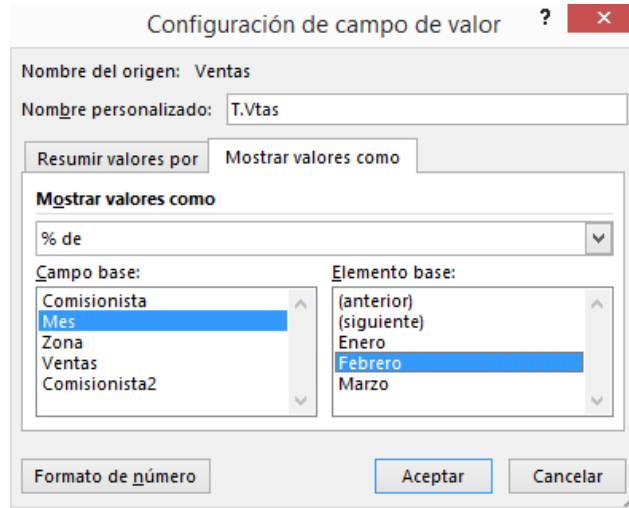 Configuración de campo de valor ? ×
Nombre del origen: Ventas
Nombre personalizado: T.Vtas
Resumir valores por Mostrar valores como
Mostrar valores como
% de
Campo base: Elemento base:
Comisionista (anterior)
Mes (siguiente)
Zona Enero
Ventas Febrero
Comisionista2 Marzo
Formato de número Aceptar Cancelar